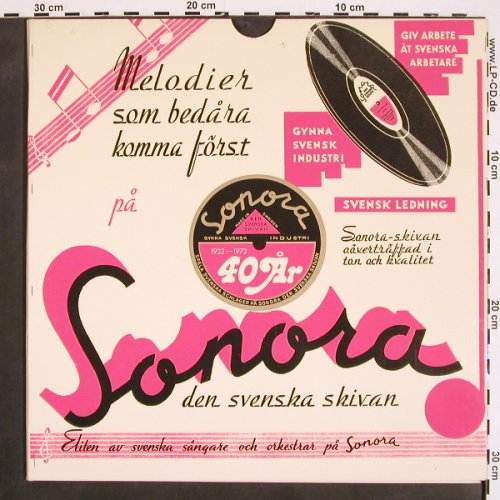 30 cm
20 cm
10 cm
Melodier
som bedåra
komma först
på
GIV ARBETE
ÅT SVENSKA
ARBETARE
GYNNA
SVENSK
INDUSTRI
SVENSK LEDNING
Sonora-skivan
oöverträffad i
ton och kvalitet
Sonora
DEN
SVENSKA
SKIVAN
GYNNA SVENSK INDUSTRI
1932-1972
40 År
Sonora
den svenska skivan
Eliten av svenska sångare och orkestrar på Sonora
www.LP-CD.de
10 cm
20 cm
30 cm